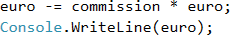 euro -= commission * euro;
Console.WriteLine(euro);